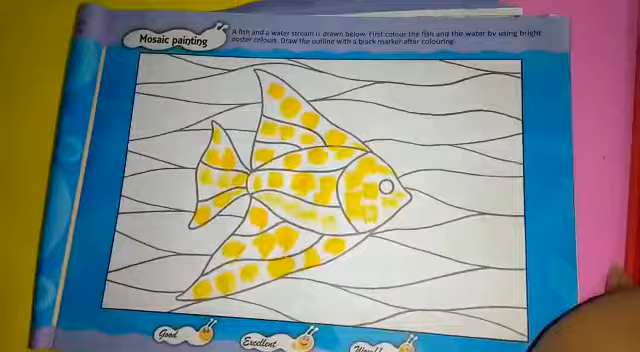 Mosaic painting
A fish and a water stream is drawn below. First colour the fish and the water by using bright
poster colours. Draw the outline with a black marker after colouring.
Good
Excellent